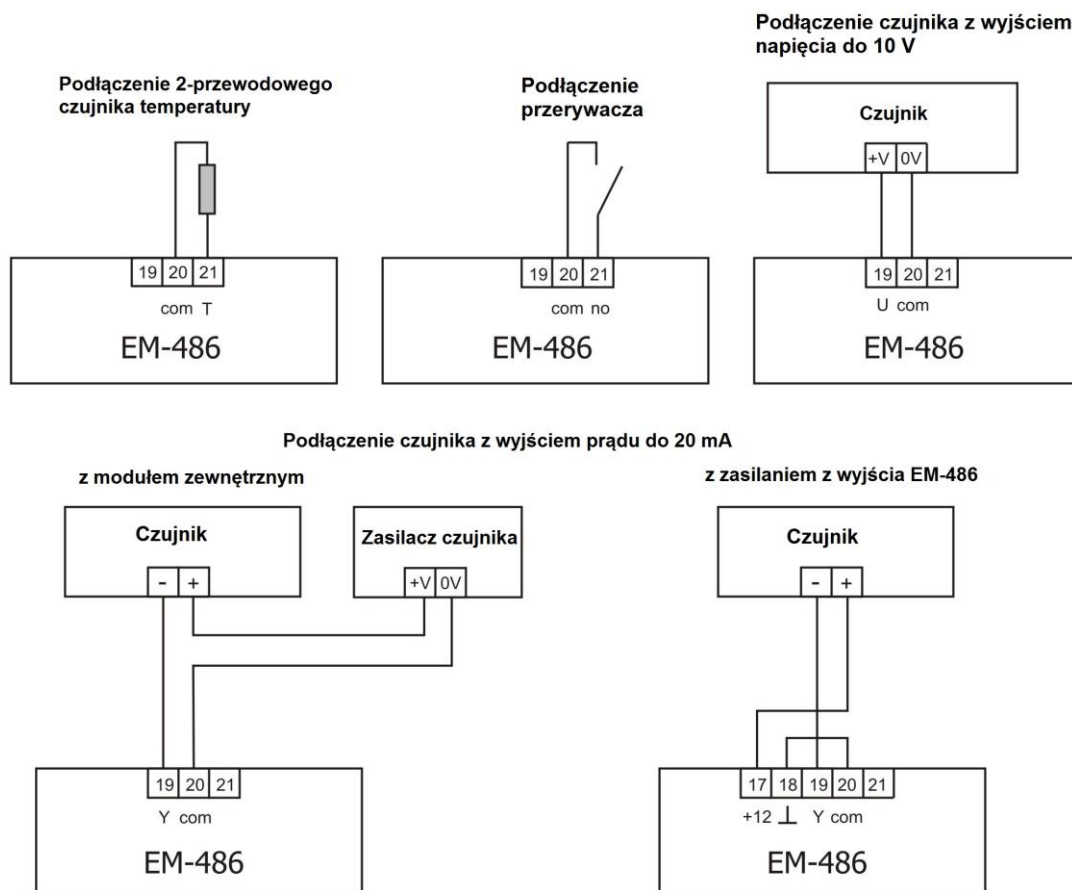 Podłączenie 2-przewodowego
czujnika temperatury
19 20 21
com T
EM-486
Podłączenie
przerywacza
19 20 21
com no
EM-486
Podłączenie czujnika z wyjściem
napięcia do 10 V
Czujnik
+V 0V
19 20 21
U com
EM-486
Podłączenie czujnika z wyjściem prądu do 20 mA
z modułem zewnętrznym
Czujnik
- +
Zasilacz czujnika
+V 0V
19 20 21
Y com
EM-486
z zasilaniem z wyjścia EM-486
Czujnik
- +
17 18 19 20 21
+12 ⊥ Y com
EM-486